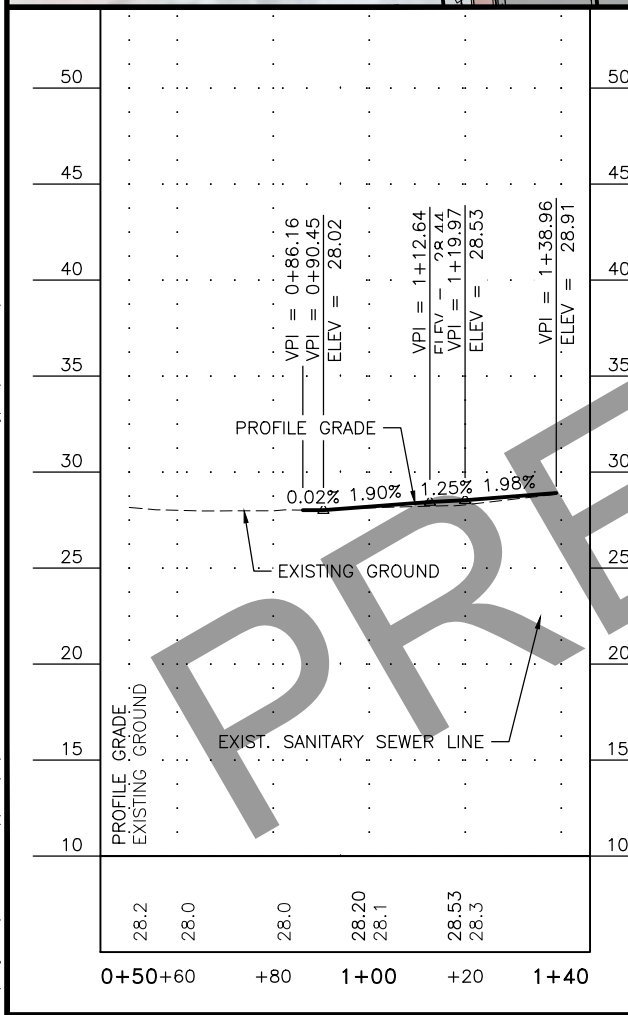 50 50
45 45
40 40
35 35
30 30
25 25
20 20
15 15
10 10
VPI = 0+86.16
VPI = 0+90.45
ELEV = 28.02
VPI = 1+12.64
ELEV = 28.44
VPI = 1+19.97
ELEV = 28.53
VPI = 1+38.96
ELEV = 28.91
PROFILE GRADE
0.02% 1.90% 1.25% 1.98%
EXISTING GROUND
EXIST. SANITARY SEWER LINE
PROFILE GRADE
EXISTING GROUND
28.2
28.0
28.0
28.20
28.1
28.53
28.3
0+50 +60 +80 1+00 +20 1+40
PRE